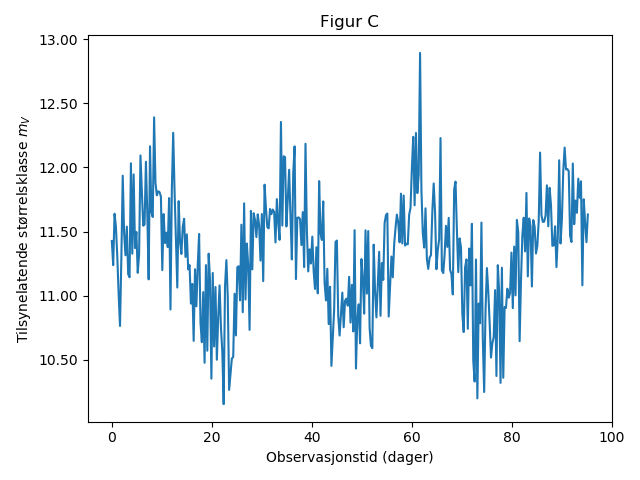 Figur C
Tilsynelatende størrelsesklasse m_V
13.00
12.50
12.00
11.50
11.00
10.50
0 20 40 60 80 100
Observasjonstid (dager)